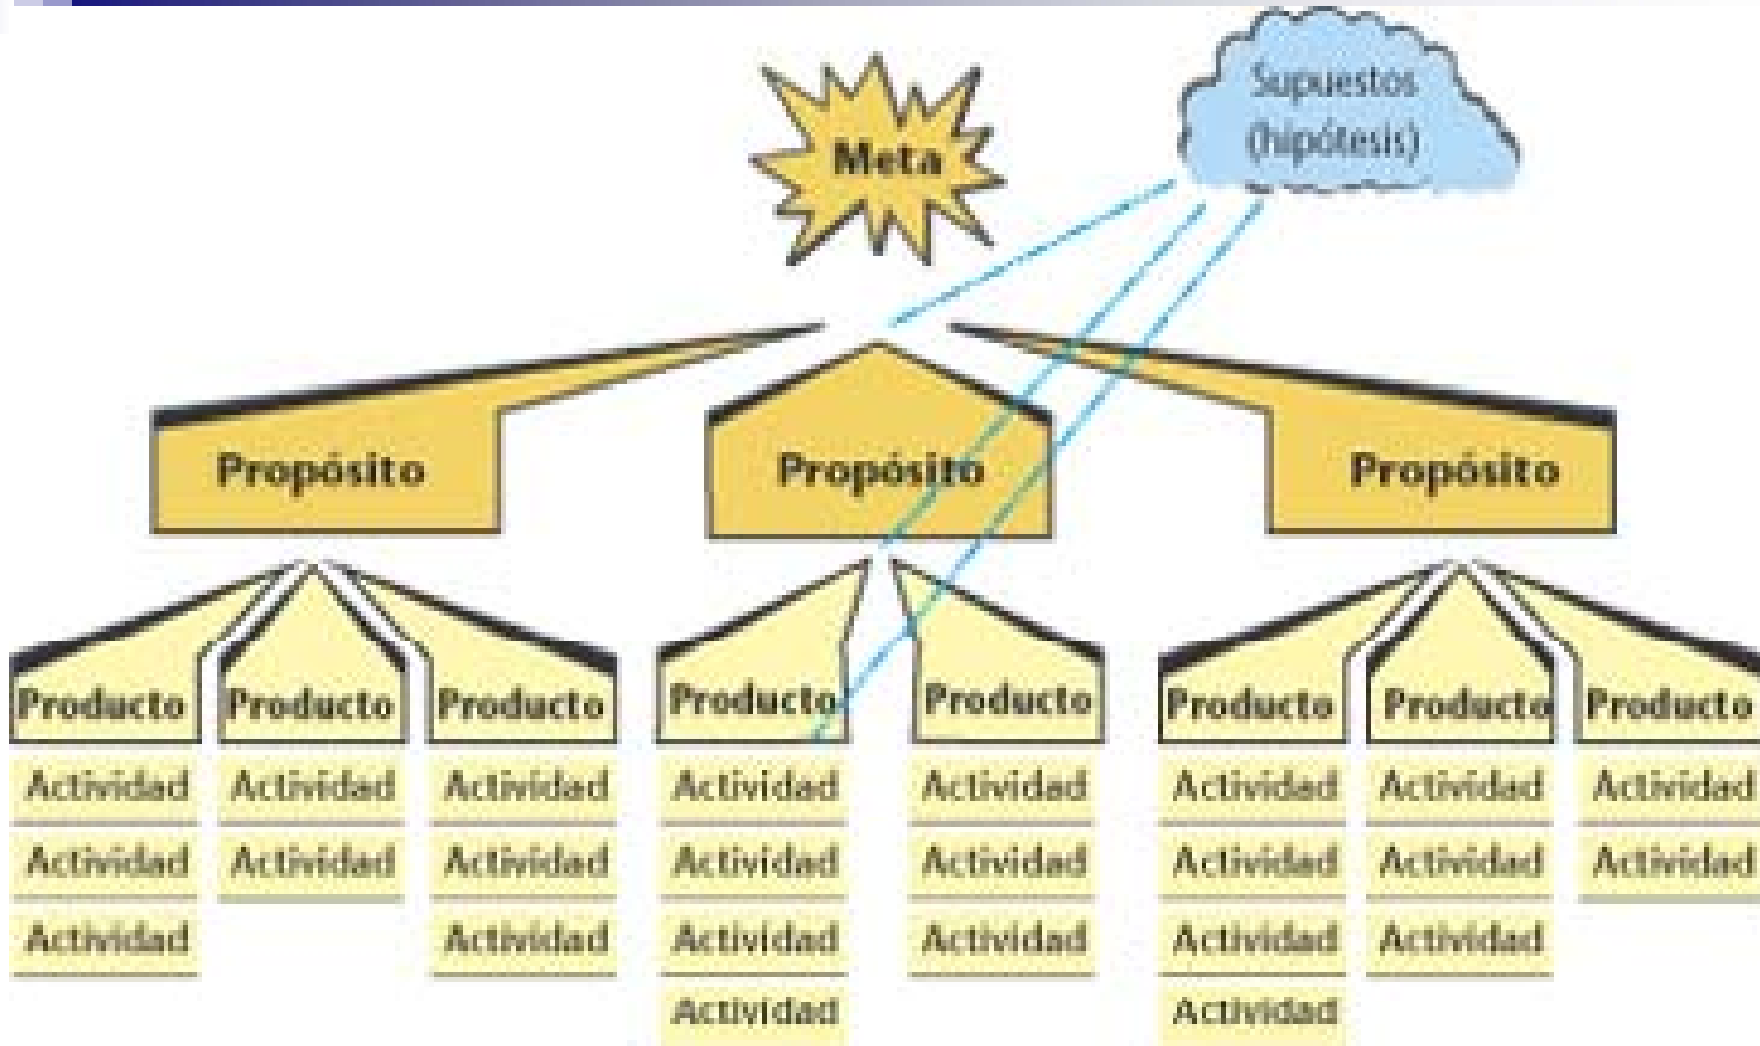 Supuestos
(hipótesis)
Meta
Propósito Propósito Propósito
Producto Producto Producto Producto Producto Producto Producto Producto
Actividad Actividad Actividad Actividad Actividad Actividad Actividad Actividad
Actividad Actividad Actividad Actividad Actividad Actividad Actividad Actividad
Actividad Actividad Actividad Actividad Actividad Actividad
Actividad Actividad